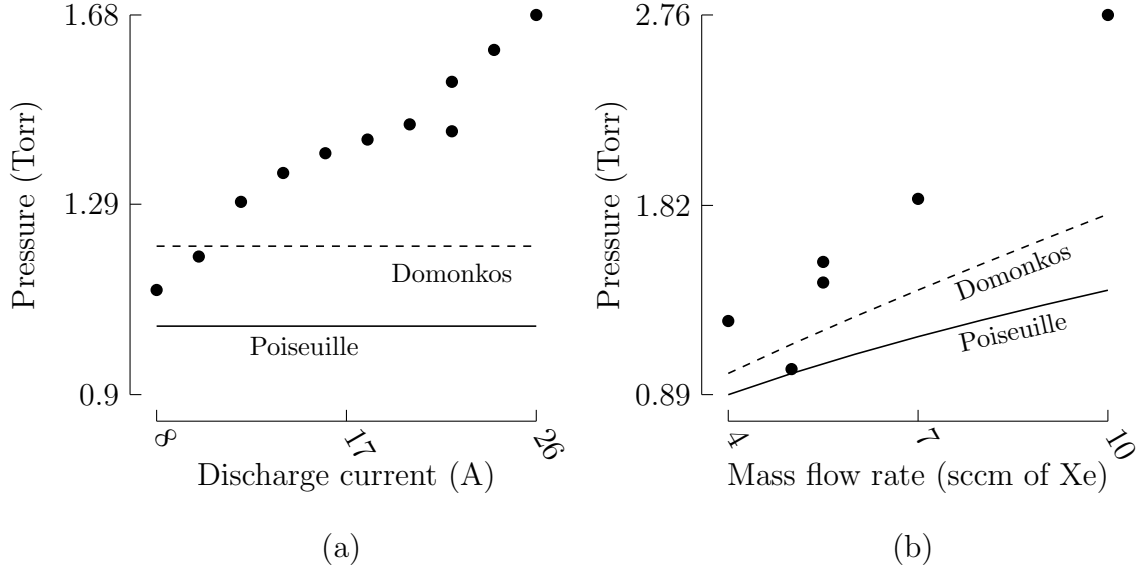 1.68
1.29
0.9
Pressure (Torr)
Domonkos
Poiseuille
8
17
26
Discharge current (A)
(a)
2.76
1.82
0.89
Pressure (Torr)
Domonkos
Poiseuille
4
7
10
Mass flow rate (sccm of Xe)
(b)